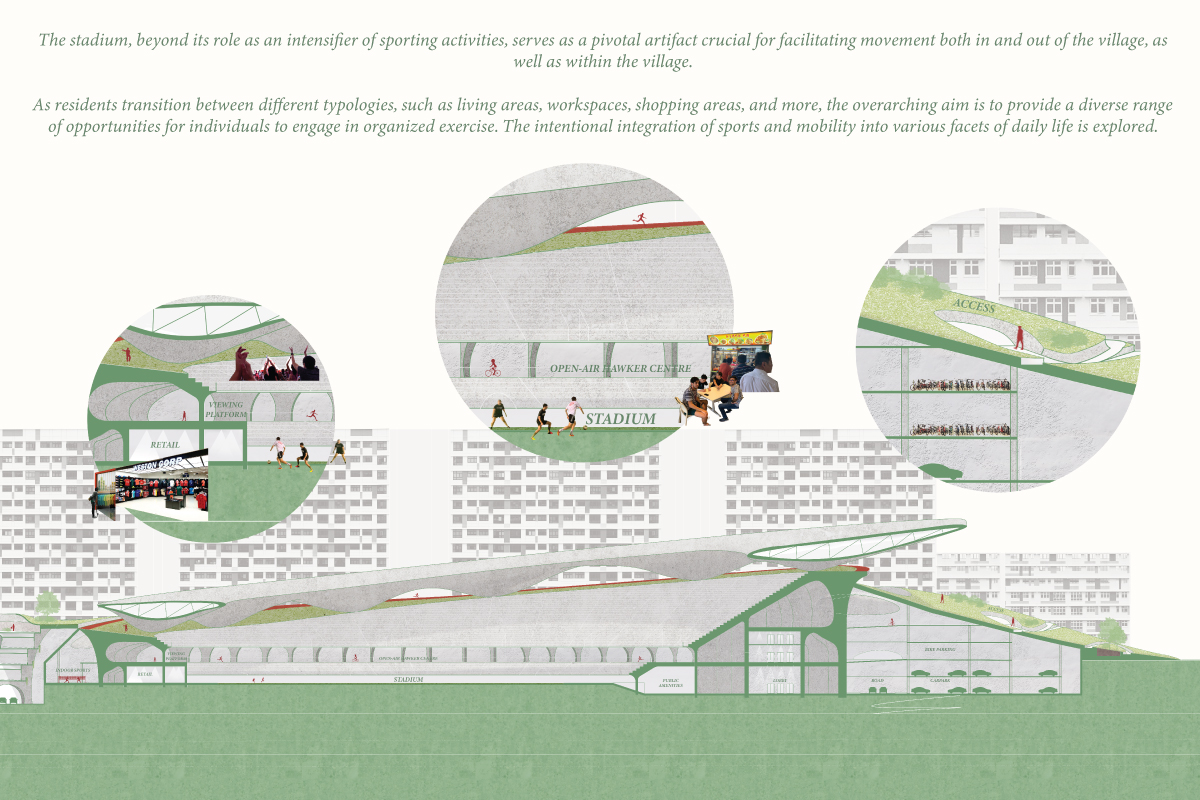 The stadium, beyond its role as an intensifier of sporting activities, serves as a pivotal artifact crucial for facilitating movement both in and out of the village, as
well as within the village.
As residents transition between different typologies, such as living areas, workspaces, shopping areas, and more, the overarching aim is to provide a diverse range
of opportunities for individuals to engage in organized exercise. The intentional integration of sports and mobility into various facets of daily life is explored.
ACCESS
OPEN-AIR HAWKER CENTRE
STADIUM
VIEWING
PLATFORM
RETAIL
INDOOR SPORTS
VIEWING
PLATFORM
RETAIL
OPEN-AIR HAWKER CENTRE
STADIUM
PUBLIC
AMENITIES
LOBBY
BIKE PARKING
ROAD
CARPARK
ACCESS